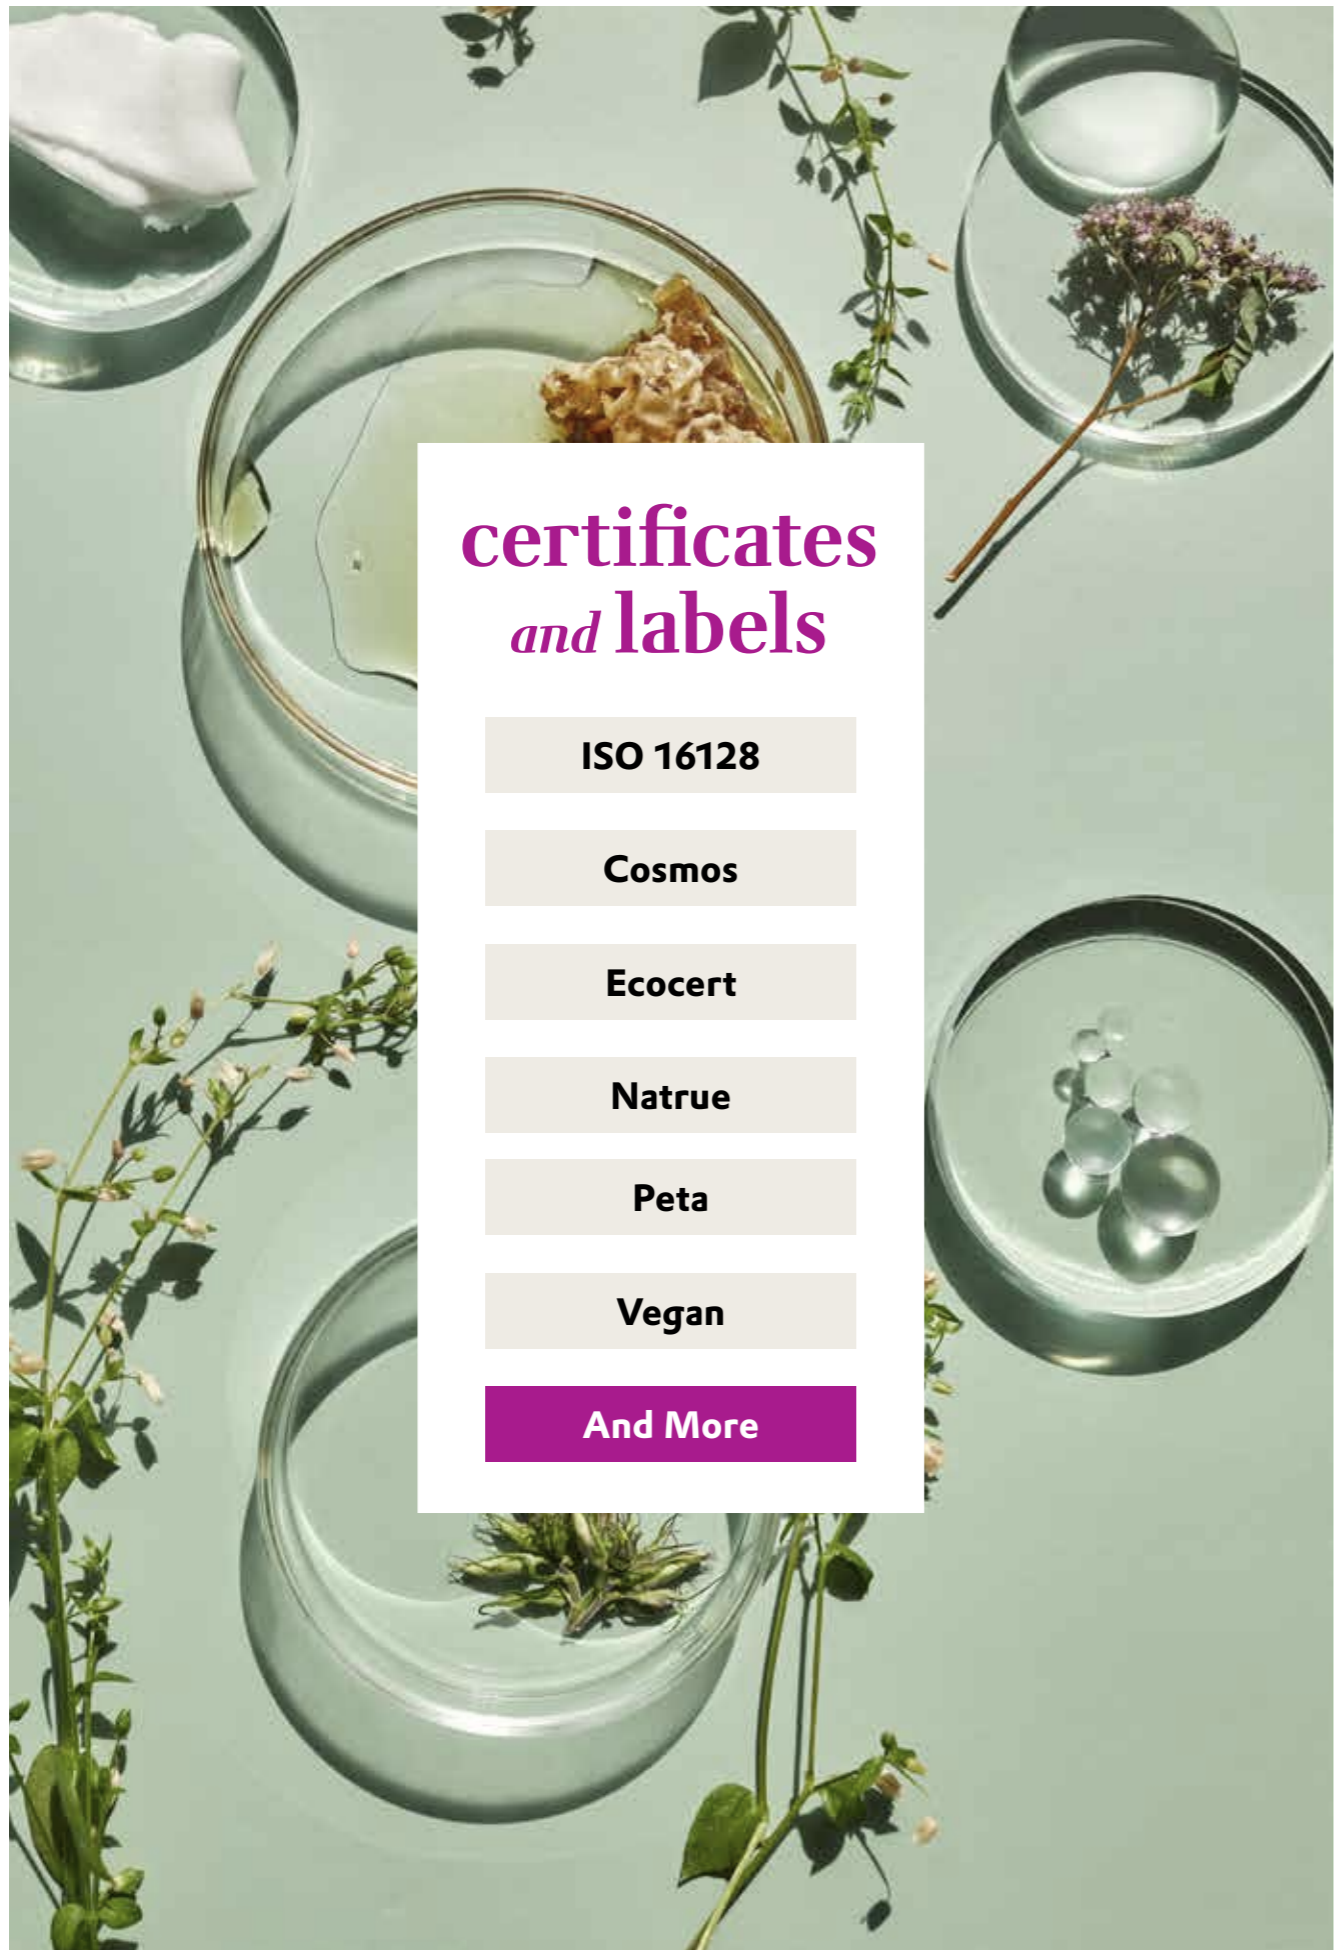 certificates
and labels
ISO 16128
Cosmos
Ecocert
Natrue
Peta
Vegan
And More